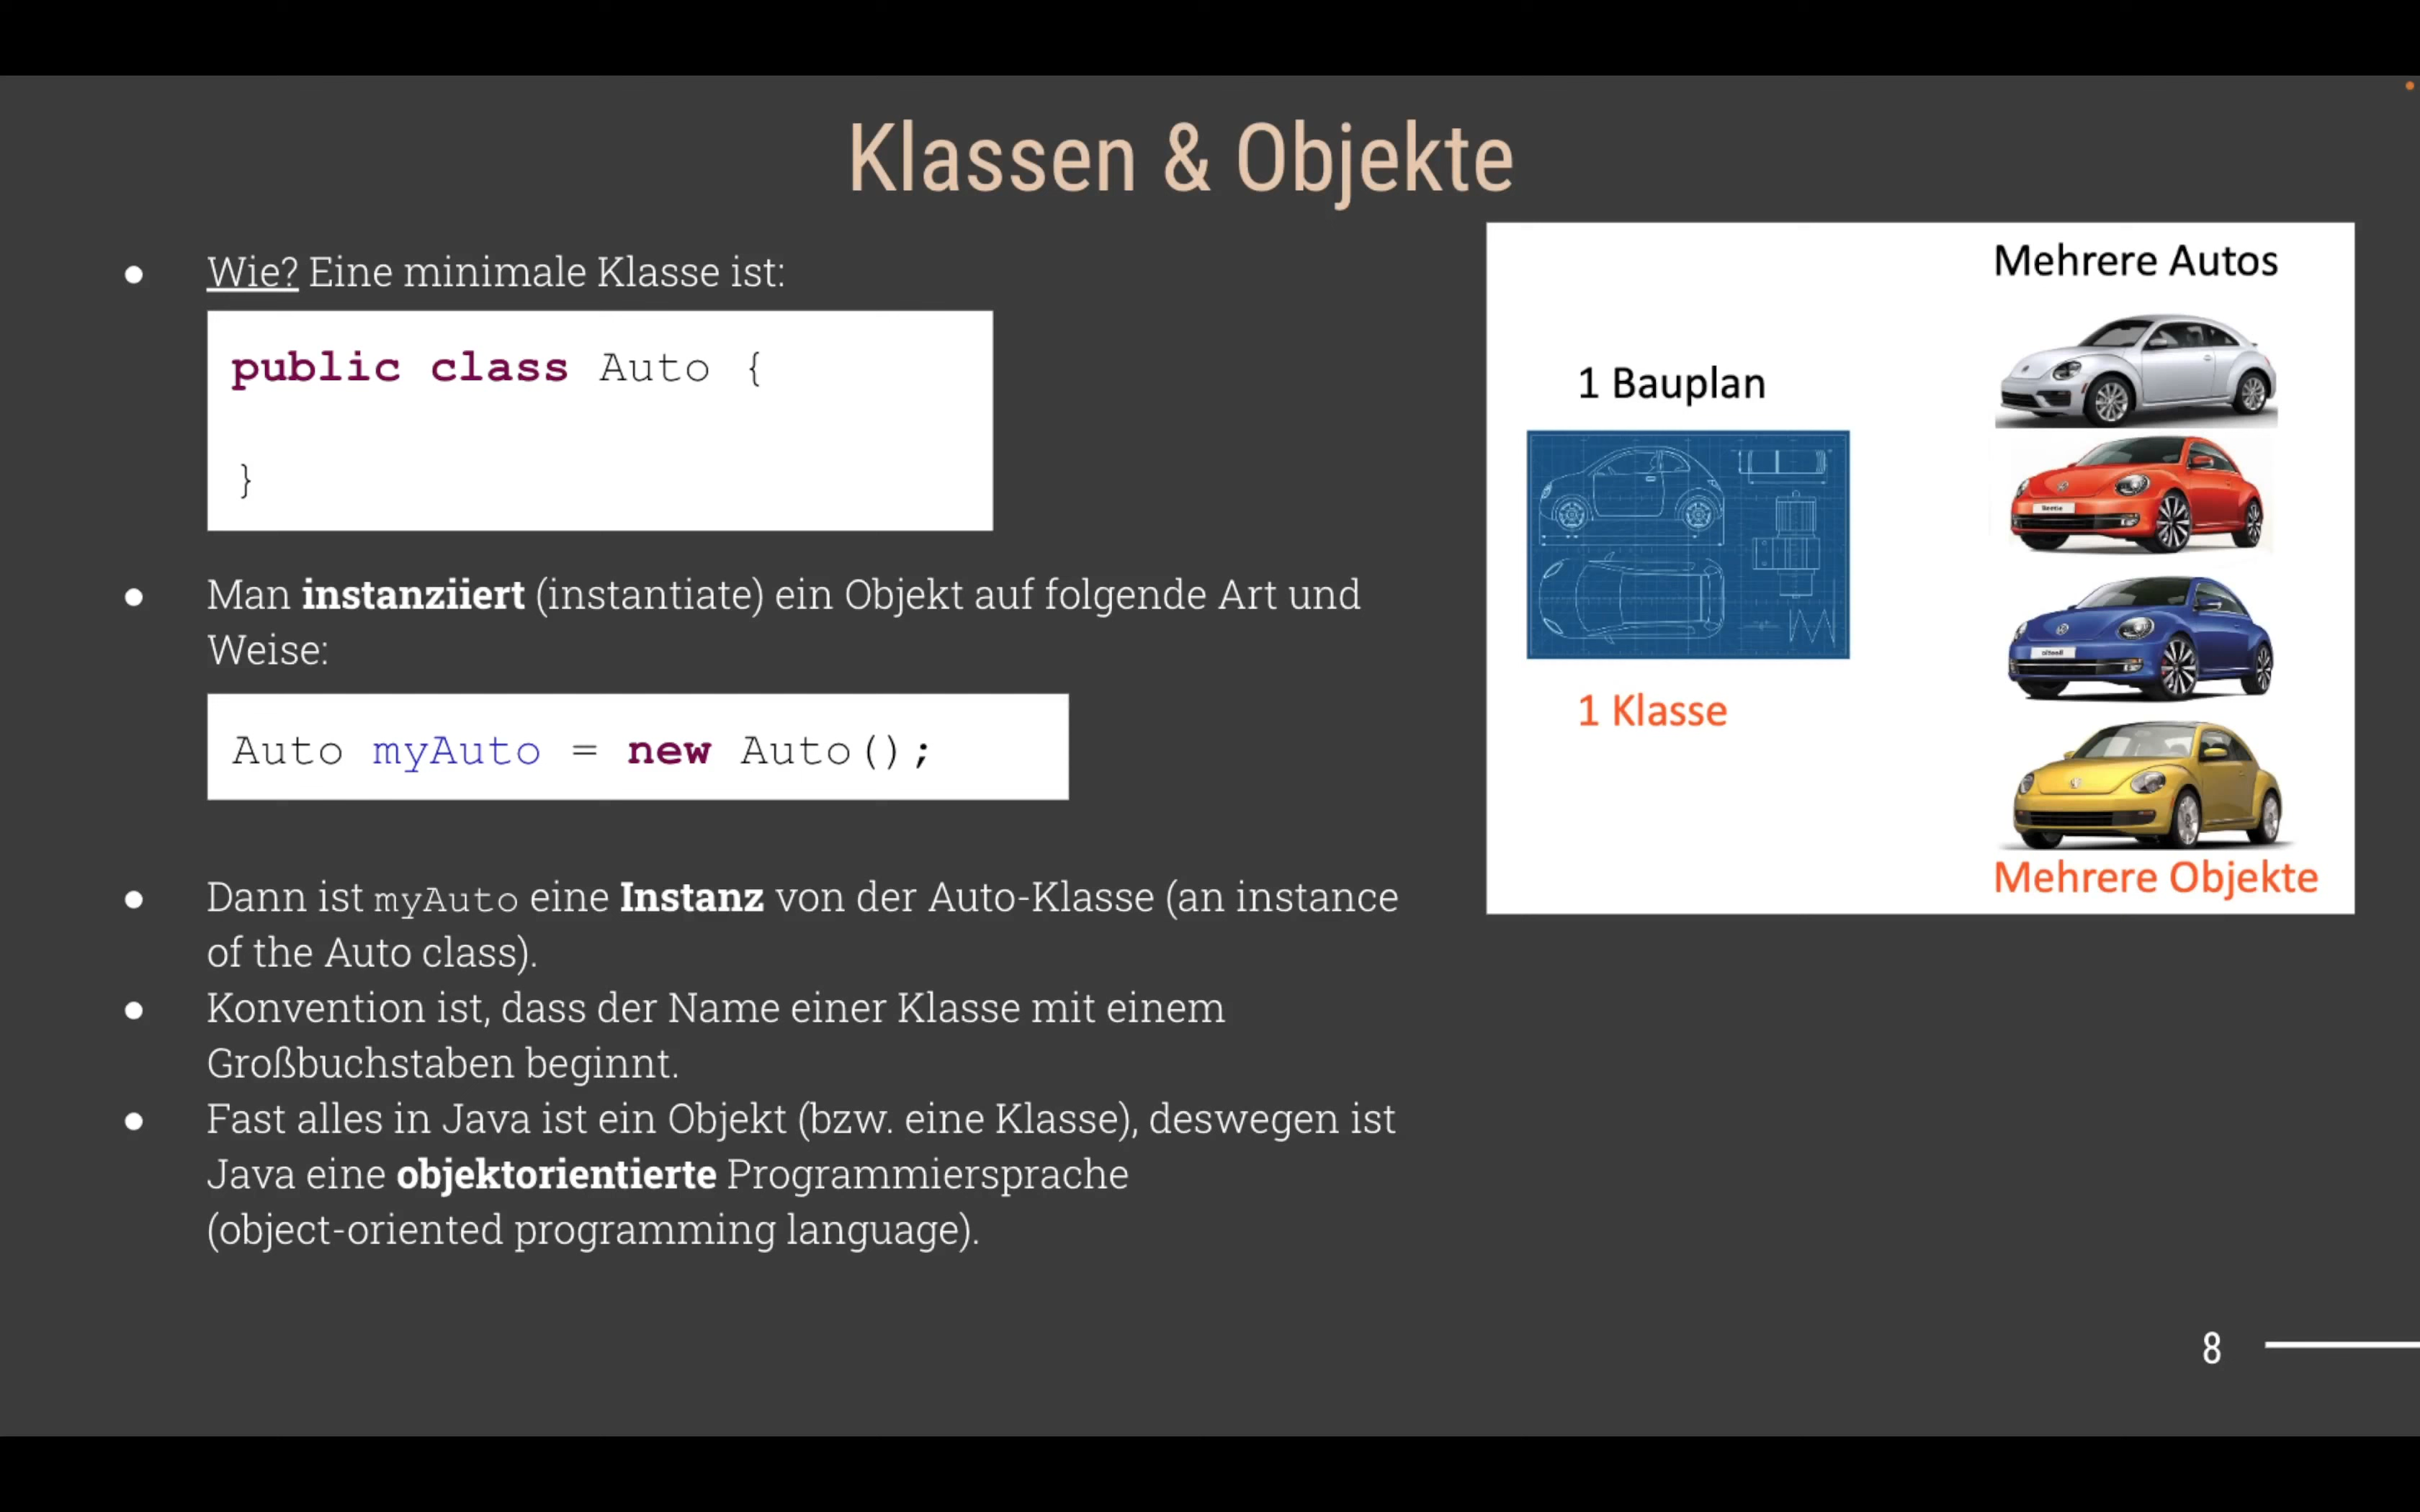 Klassen & Objekte
● Wie? Eine minimale Klasse ist:
public class Auto {
}
● Man instanziiert (instantiate) ein Objekt auf folgende Art und
Weise:
Auto myAuto = new Auto();
● Dann ist myAuto eine Instanz von der Auto-Klasse (an instance
of the Auto class).
● Konvention ist, dass der Name einer Klasse mit einem
Großbuchstaben beginnt.
● Fast alles in Java ist ein Objekt (bzw. eine Klasse), deswegen ist
Java eine objektorientierte Programmiersprache
(object-oriented programming language).
1 Bauplan
1 Klasse
Mehrere Autos
Beetle
Mehrere Objekte
8